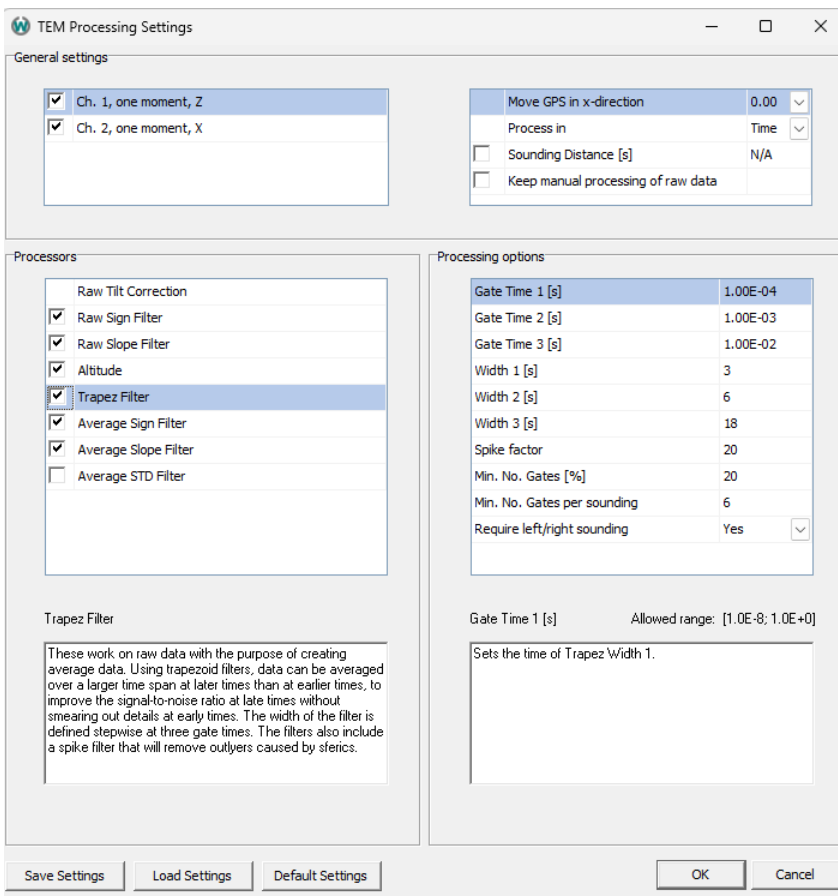 TEM Processing Settings
General settings
Ch. 1, one moment, Z
Ch. 2, one moment, X
Move GPS in x-direction 0.00
Process in Time
Sounding Distance [s] N/A
Keep manual processing of raw data
Processors
Raw Tilt Correction
Raw Sign Filter
Raw Slope Filter
Altitude
Trapez Filter
Average Sign Filter
Average Slope Filter
Average STD Filter
Trapez Filter
These work on raw data with the purpose of creating
average data. Using trapezoid filters, data can be averaged
over a larger time span at later times than at earlier times, to
improve the signal-to-noise ratio at late times without
smearing out details at early times. The width of the filter is
defined stepwise at three gate times. The filters also include
a spike filter that will remove outlyers caused by sferics.
Processing options
Gate Time 1 [s] 1.00E-04
Gate Time 2 [s] 1.00E-03
Gate Time 3 [s] 1.00E-02
Width 1 [s] 3
Width 2 [s] 6
Width 3 [s] 18
Spike factor 20
Min. No. Gates [%] 20
Min. No. Gates per sounding 6
Require left/right sounding Yes
Gate Time 1 [s] Allowed range: [1.0E-8; 1.0E+0]
Sets the time of Trapez Width 1.
Save Settings Load Settings Default Settings OK Cancel